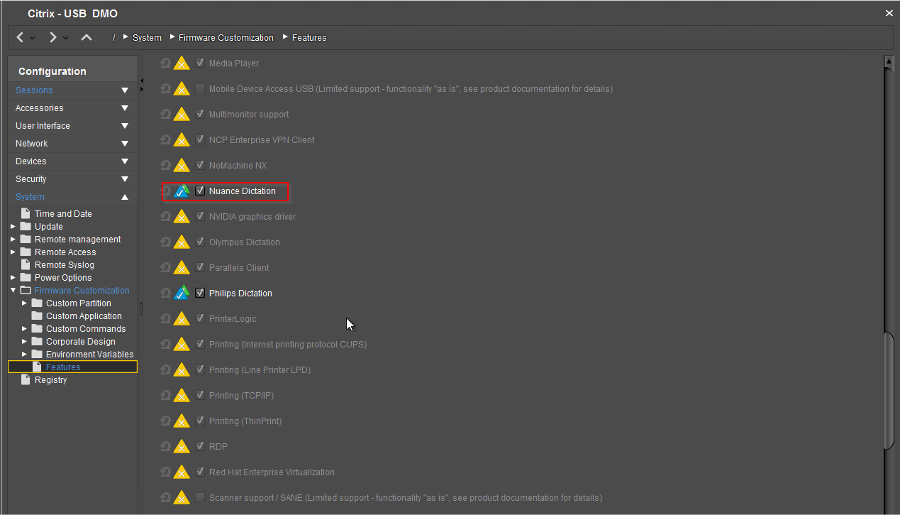 Citrix - USB DMO
/ System Firmware Customization Features
Configuration
Sessions
Accessories
User Interface
Network
Devices
Security
System
Time and Date
Update
Remote management
Remote Access
Remote Syslog
Power Options
Firmware Customization
Custom Partition
Custom Application
Custom Commands
Corporate Design
Environment Variables
Features
Registry
Media Player
Mobile Device Access USB (Limited support - functionality "as is", see product documentation for details)
Multimonitor support
NCP Enterprise VPN Client
NoMachine NX
Nuance Dictation
NVIDIA graphics driver
Olympus Dictation
Parallels Client
Philips Dictation
PrinterLogic
Printing (Internet printing protocol CUPS)
Printing (Line Printer LPD)
Printing (TCP/IP)
Printing (ThinPrint)
RDP
Red Hat Enterprise Virtualization
Scanner support / SANE (Limited support - functionality "as is", see product documentation for details)